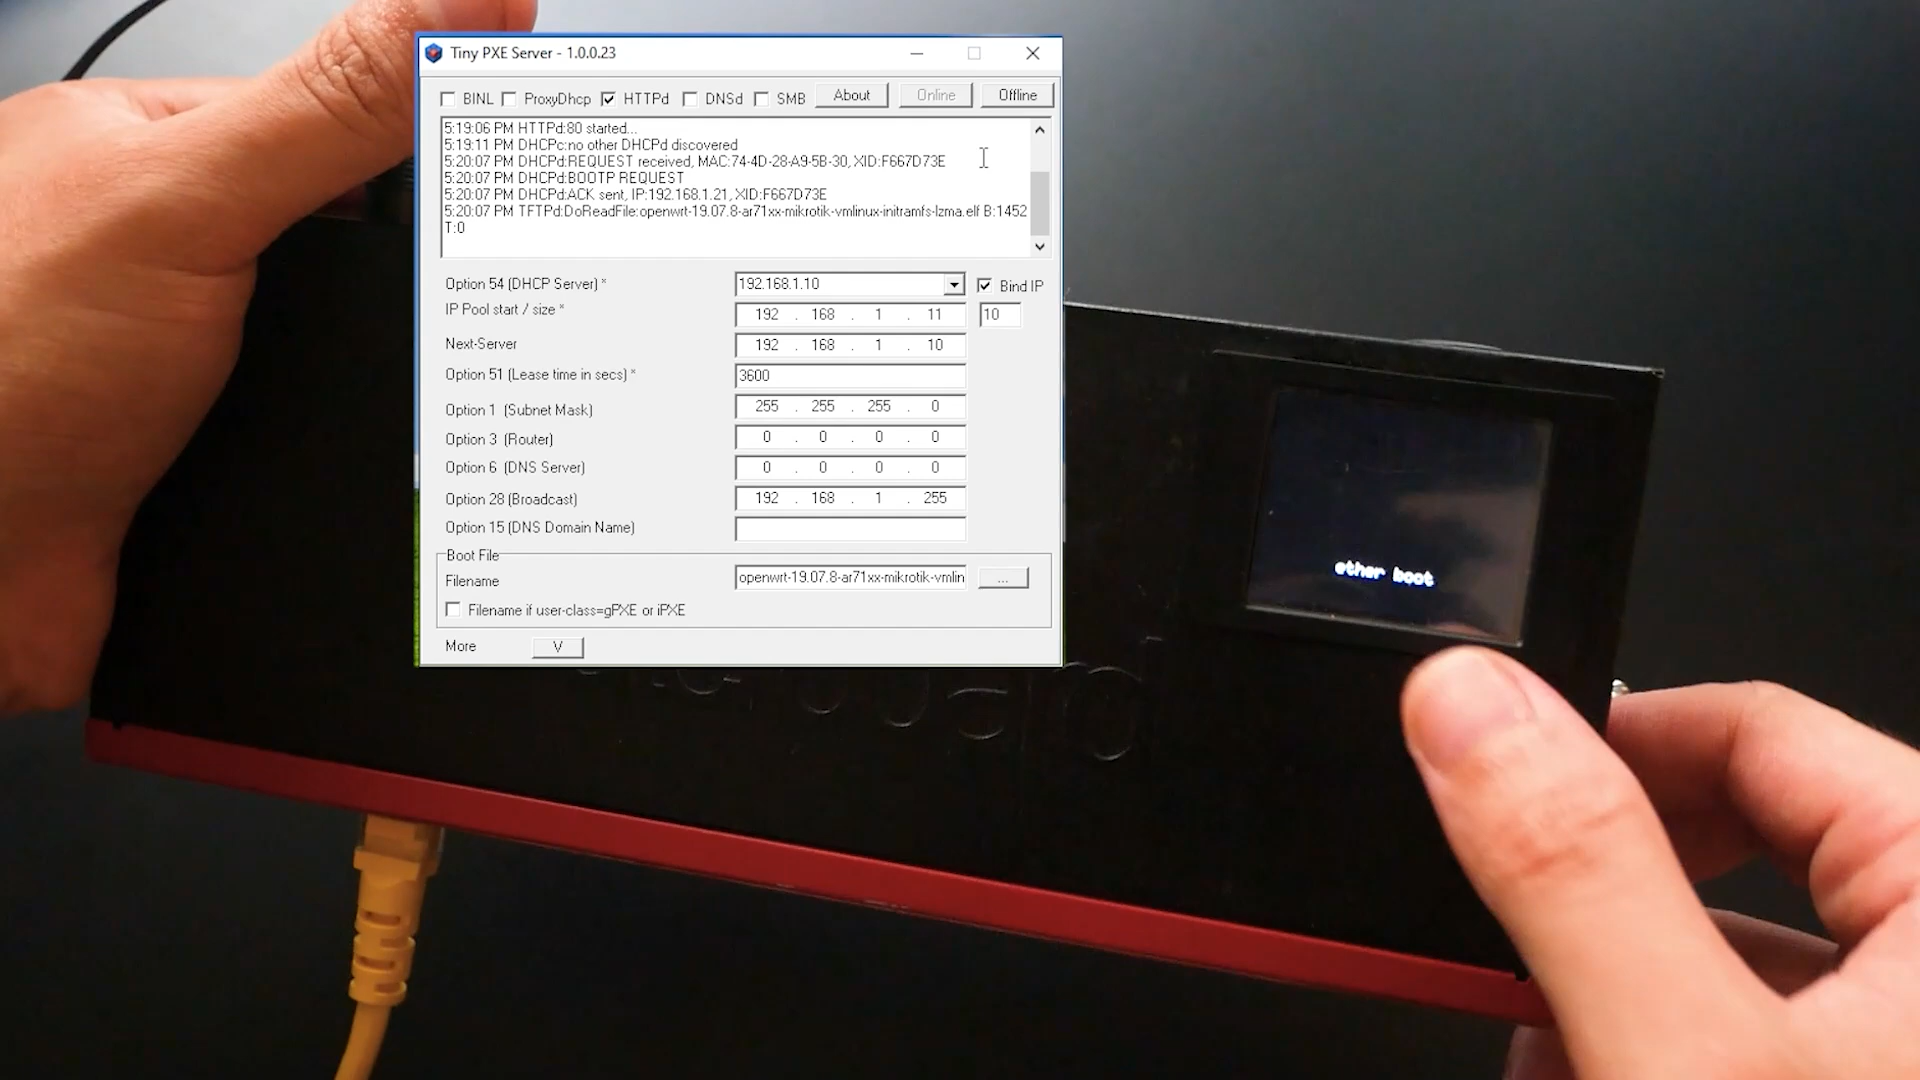 Tiny PXE Server - 1.0.0.23
BINL ProxyDhcp HTTPd DNSd SMB About Online Offline
5:19:06 PM HTTPd:80 started...
5:19:11 PM DHCPc:no other DHCPd discovered
5:20:07 PM DHCPd:REQUEST received, MAC:74-4D-28-A9-5B-30, XID:F667D73E
5:20:07 PM DHCPd:BOOTP REQUEST
5:20:07 PM DHCPd:ACK sent, IP:192.168.1.21, XID:F667D73E
5:20:07 PM TFTPd:DoReadFile:openwrt-19.07.8-ar71xx-mikrotik-vmlinux-initramfs-lzma.elf B:1452
T:0
Option 54 (DHCP Server) * 192.168.1.10 Bind IP
IP Pool start / size * 192 . 168 . 1 . 11 10
Next-Server 192 . 168 . 1 . 10
Option 51 (Lease time in secs) * 3600
Option 1 (Subnet Mask) 255 . 255 . 255 . 0
Option 3 (Router) 0 . 0 . 0 . 0
Option 6 (DNS Server) 0 . 0 . 0 . 0
Option 28 (Broadcast) 192 . 168 . 1 . 255
Option 15 (DNS Domain Name)
Boot File
Filename openwrt-19.07.8-ar71xx-mikrotik-vmlin ...
Filename if user-class=gPXE or iPXE
More V
ether boot